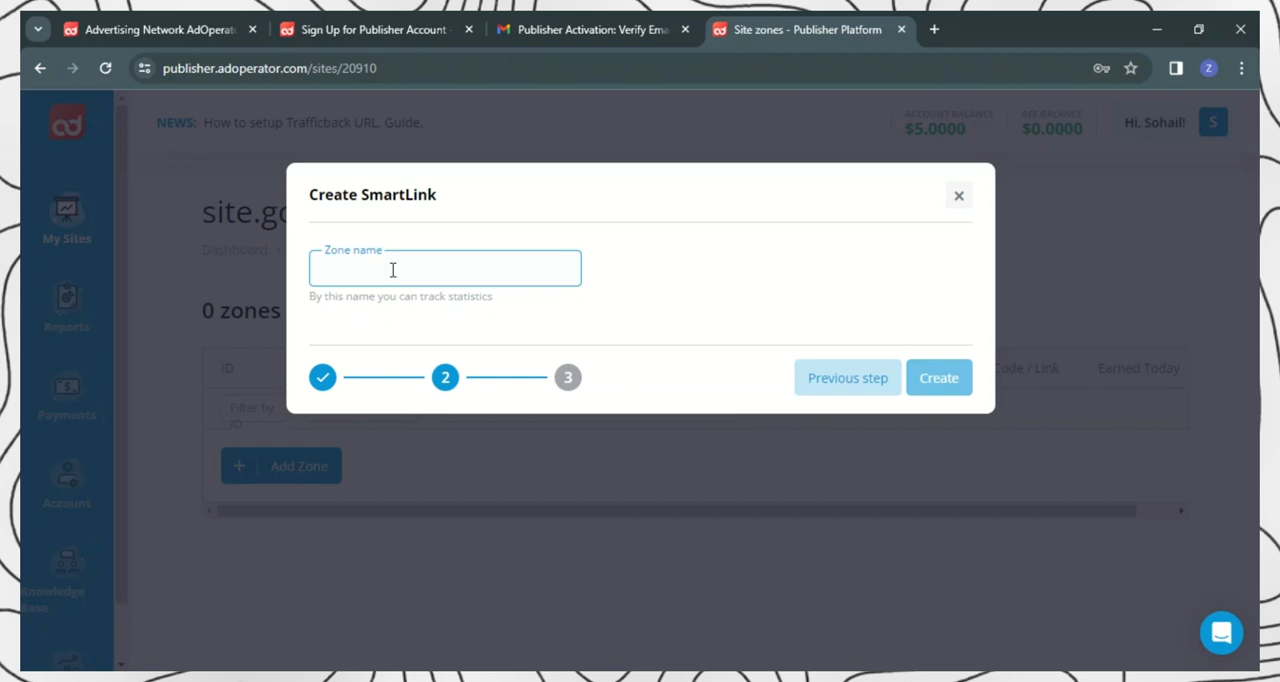 Advertising Network AdOperat
Sign Up for Publisher Account -
Publisher Activation: Verify Ema
Site zones - Publisher Platform
publisher.adoperator.com/sites/20910
Z
NEWS: How to setup Trafficback URL. Guide.
ACCOUNT BALANCE
$5.0000
REF BALANCE
$0.0000
Hi, Sohail!
S
My Sites
Reports
Payments
Account
Knowledge
Base
site.go
Dashboard
0 zones
Create SmartLink
Zone name
By this name you can track statistics
2
3
Previous step
Create
ID
Code / Link
Earned Today
Filter by
ID
Add Zone